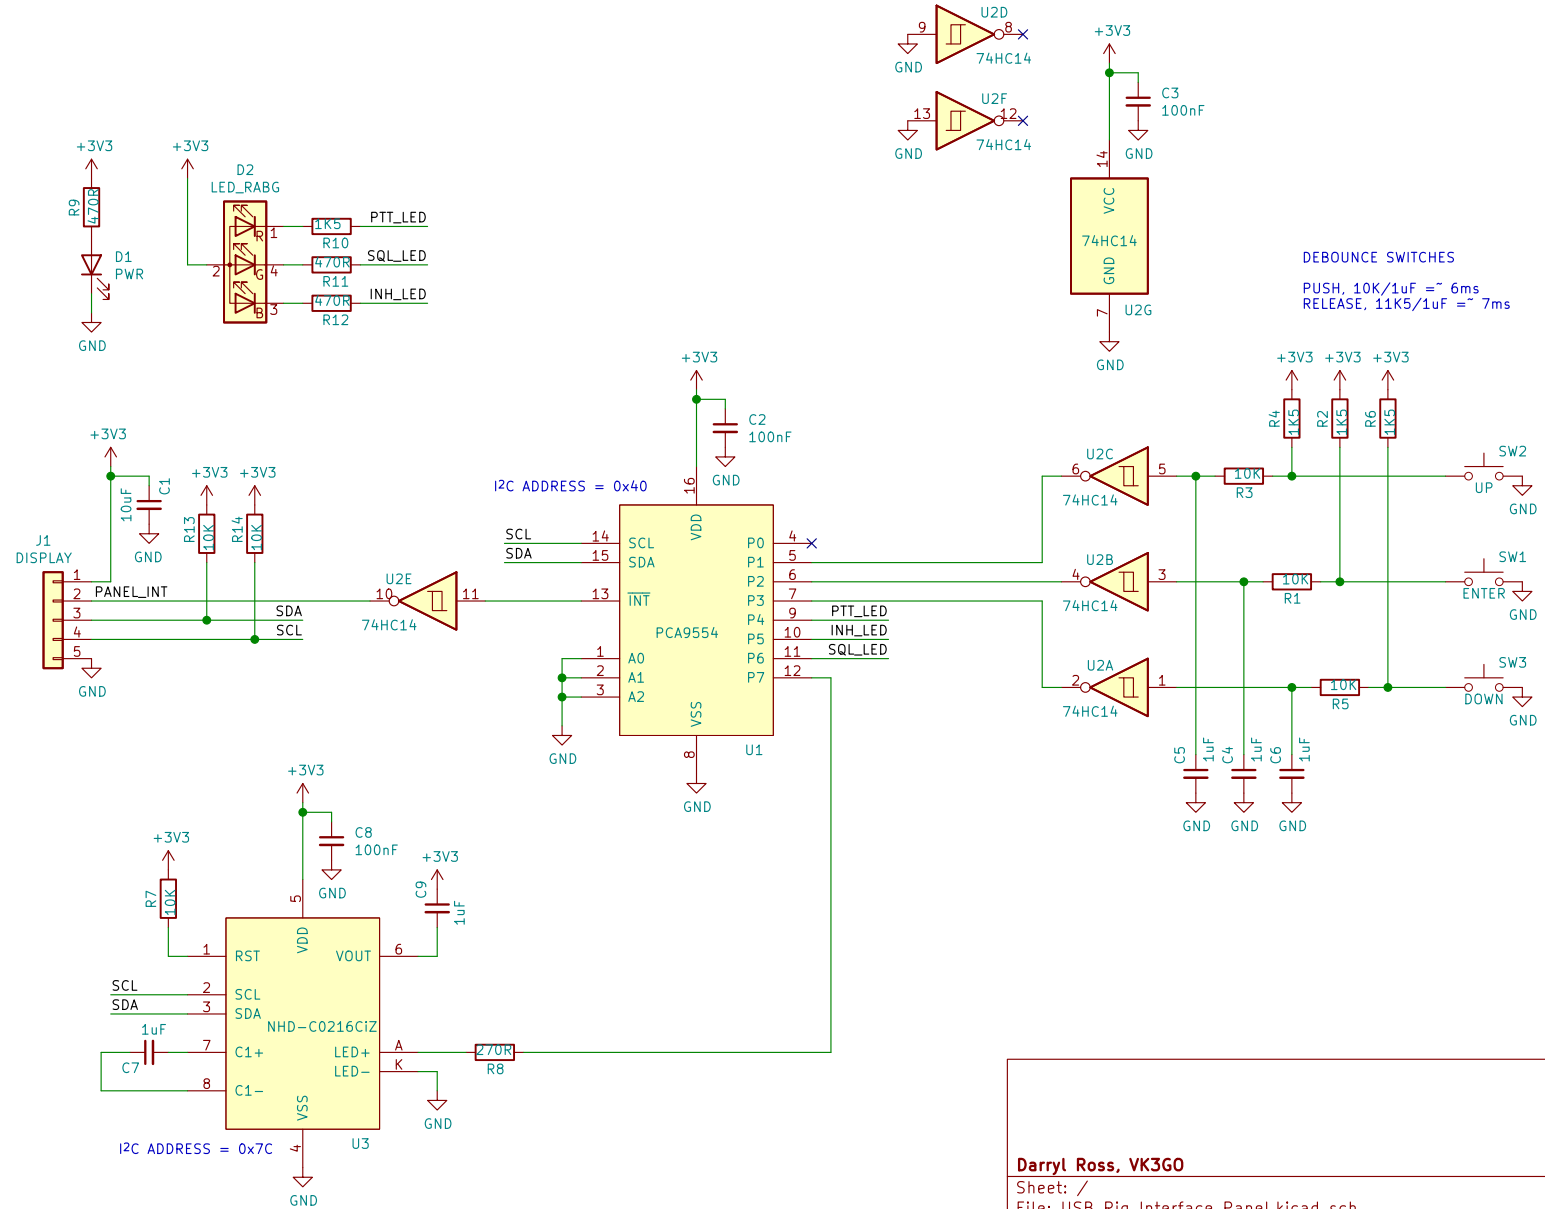 U2D
9
8
74HC14
GND
+3V3
C3
100nF
U2F
13
12
74HC14
GND
GND
14
VCC
74HC14
GND
U2G
7
GND
+3V3
R9
470R
D1
PWR
GND
+3V3
D2
LED_RABG
R
1
1K5
R10
PTT_LED
2
G
4
470R
R11
SQL_LED
B
3
470R
R12
INH_LED
DEBOUNCE SWITCHES
PUSH, 10K/1uF =~ 6ms
RELEASE, 11K5/1uF =~ 7ms
+3V3
+3V3
+3V3
R4
1K5
R2
1K5
R6
1K5
+3V3
C2
100nF
GND
+3V3
C1
10uF
GND
+3V3
+3V3
R13
10K
R14
10K
J1
DISPLAY
1
2
3
4
5
PANEL_INT
SDA
SCL
GND
U2E
10
11
74HC14
I²C ADDRESS = 0x40
SCL
SDA
16
VDD
14
SCL
15
SDA
13
INT
1
A0
2
A1
3
A2
PCA9554
P0
4
P1
5
P2
6
P3
7
P4
9
PTT_LED
P5
10
INH_LED
P6
11
SQL_LED
P7
12
VSS
8
U1
GND
GND
U2C
6
5
74HC14
10K
R3
SW2
UP
GND
U2B
4
3
74HC14
10K
R1
SW1
ENTER
GND
U2A
2
1
74HC14
10K
R5
SW3
DOWN
GND
C5
1uF
C4
1uF
C6
1uF
GND
GND
GND
+3V3
C8
100nF
GND
+3V3
R7
10K
+3V3
C9
1uF
5
VDD
1
RST
VOUT
6
SCL
2
SCL
SDA
3
SDA
NHD-C0216CiZ
1uF
C7
7
C1+
8
C1-
LED+
A
LED-
K
270R
R8
GND
VSS
4
U3
I²C ADDRESS = 0x7C
GND
Darryl Ross, VK3GO
Sheet: /
File: USB Rig Interface Panel.kicad_sch